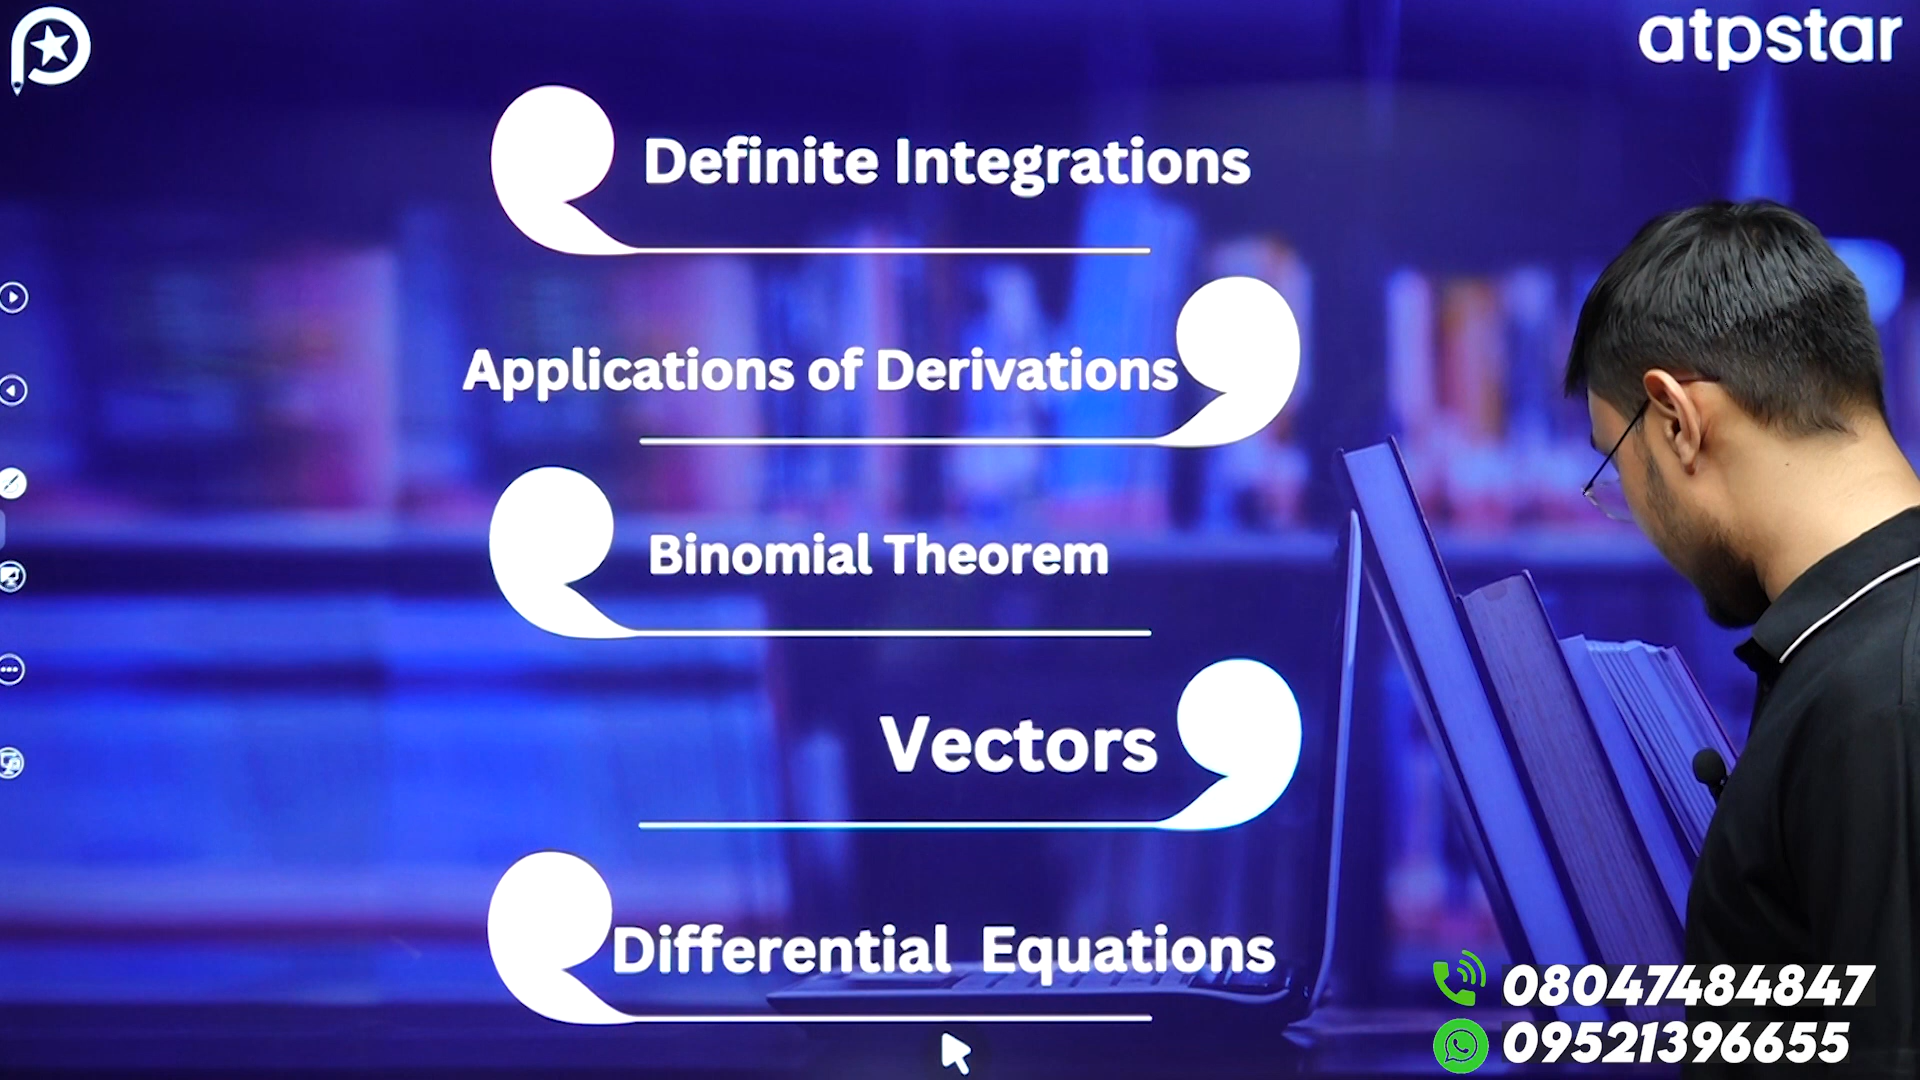 atpstar
Definite Integrations
Applications of Derivations
Binomial Theorem
Vectors
Differential Equations
08047484847
09521396655